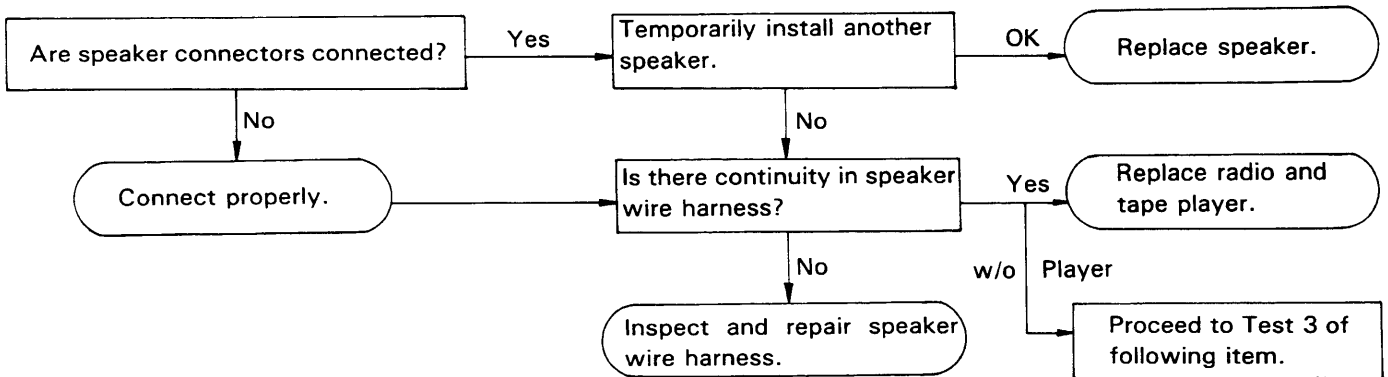 Are speaker connectors connected?
Yes
Temporarily install another
speaker.
OK
Replace speaker.
No
No
Connect properly.
Is there continuity in speaker
wire harness?
Yes
Replace radio and
tape player.
No
w/o Player
Inspect and repair speaker
wire harness.
Proceed to Test 3 of
following item.